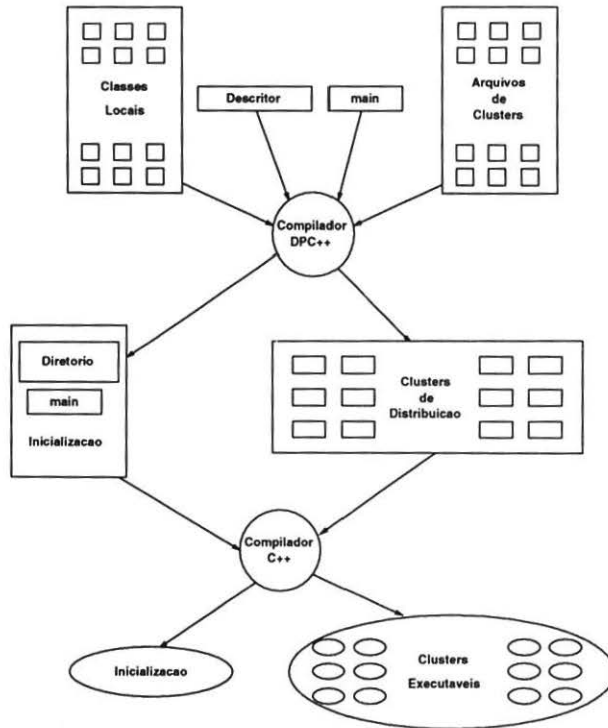 Classes
Locais
Descritor
main
Arquivos
de
Clusters
Compilador
DPC++
Diretorio
main
Inicializacao
Clusters
de
Distribuicao
Compilador
C++
Inicializacao
Clusters
Executaveis